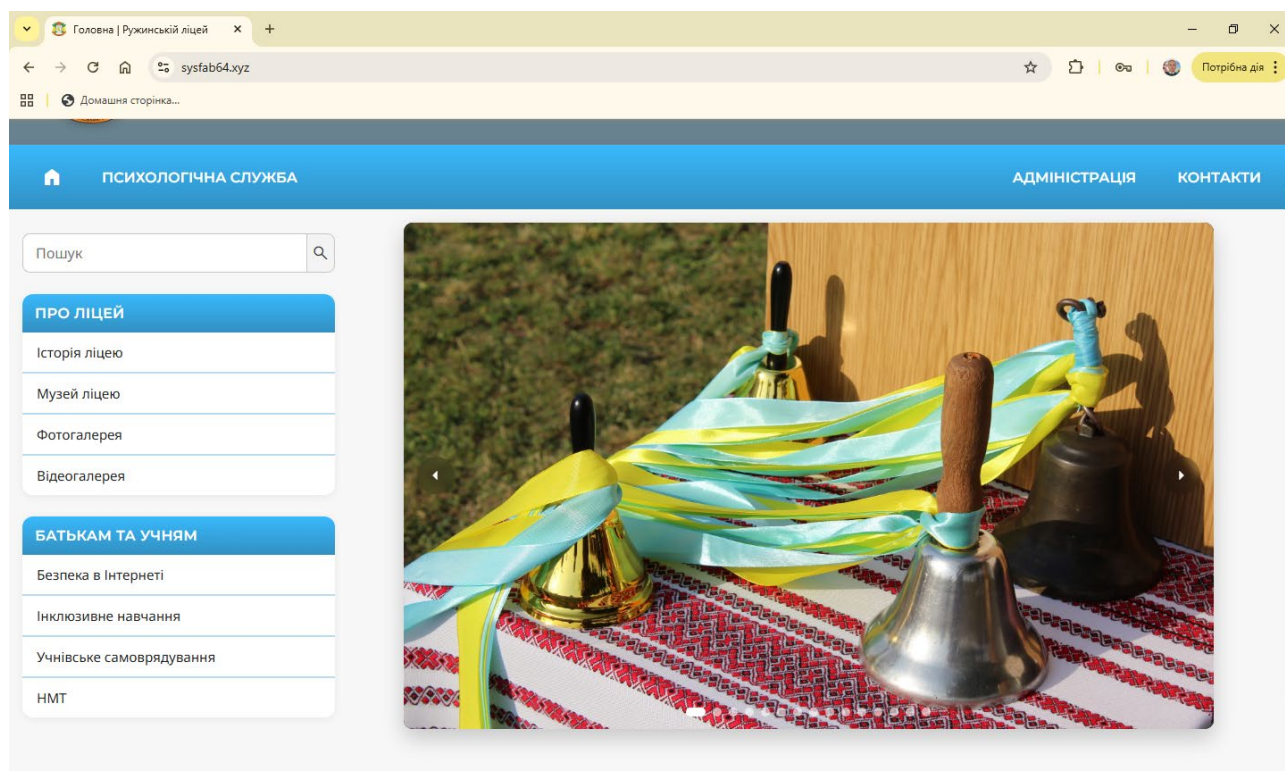 Головна | Ружинській ліцей
sysfab64.xyz
Потрібна дія
Домашня сторінка...
ПСИХОЛОГІЧНА СЛУЖБА
АДМІНІСТРАЦІЯ
КОНТАКТИ
Пошук
ПРО ЛІЦЕЙ
Історія ліцею
Музей ліцею
Фотогалерея
Відеогалерея
БАТЬКАМ ТА УЧНЯМ
Безпека в Інтернеті
Інклюзивне навчання
Учнівське самоврядування
НМТ